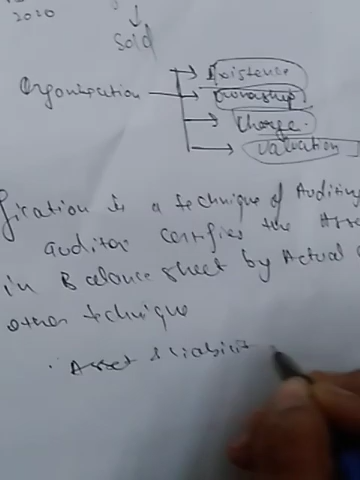 2020
Sold
Organisation
Existence
Ownership
Charge.
Valuation
fication is a technique of Auditing
auditor certifies the Asse
in Balance sheet by Actual
other technique
Asset & Liabilit